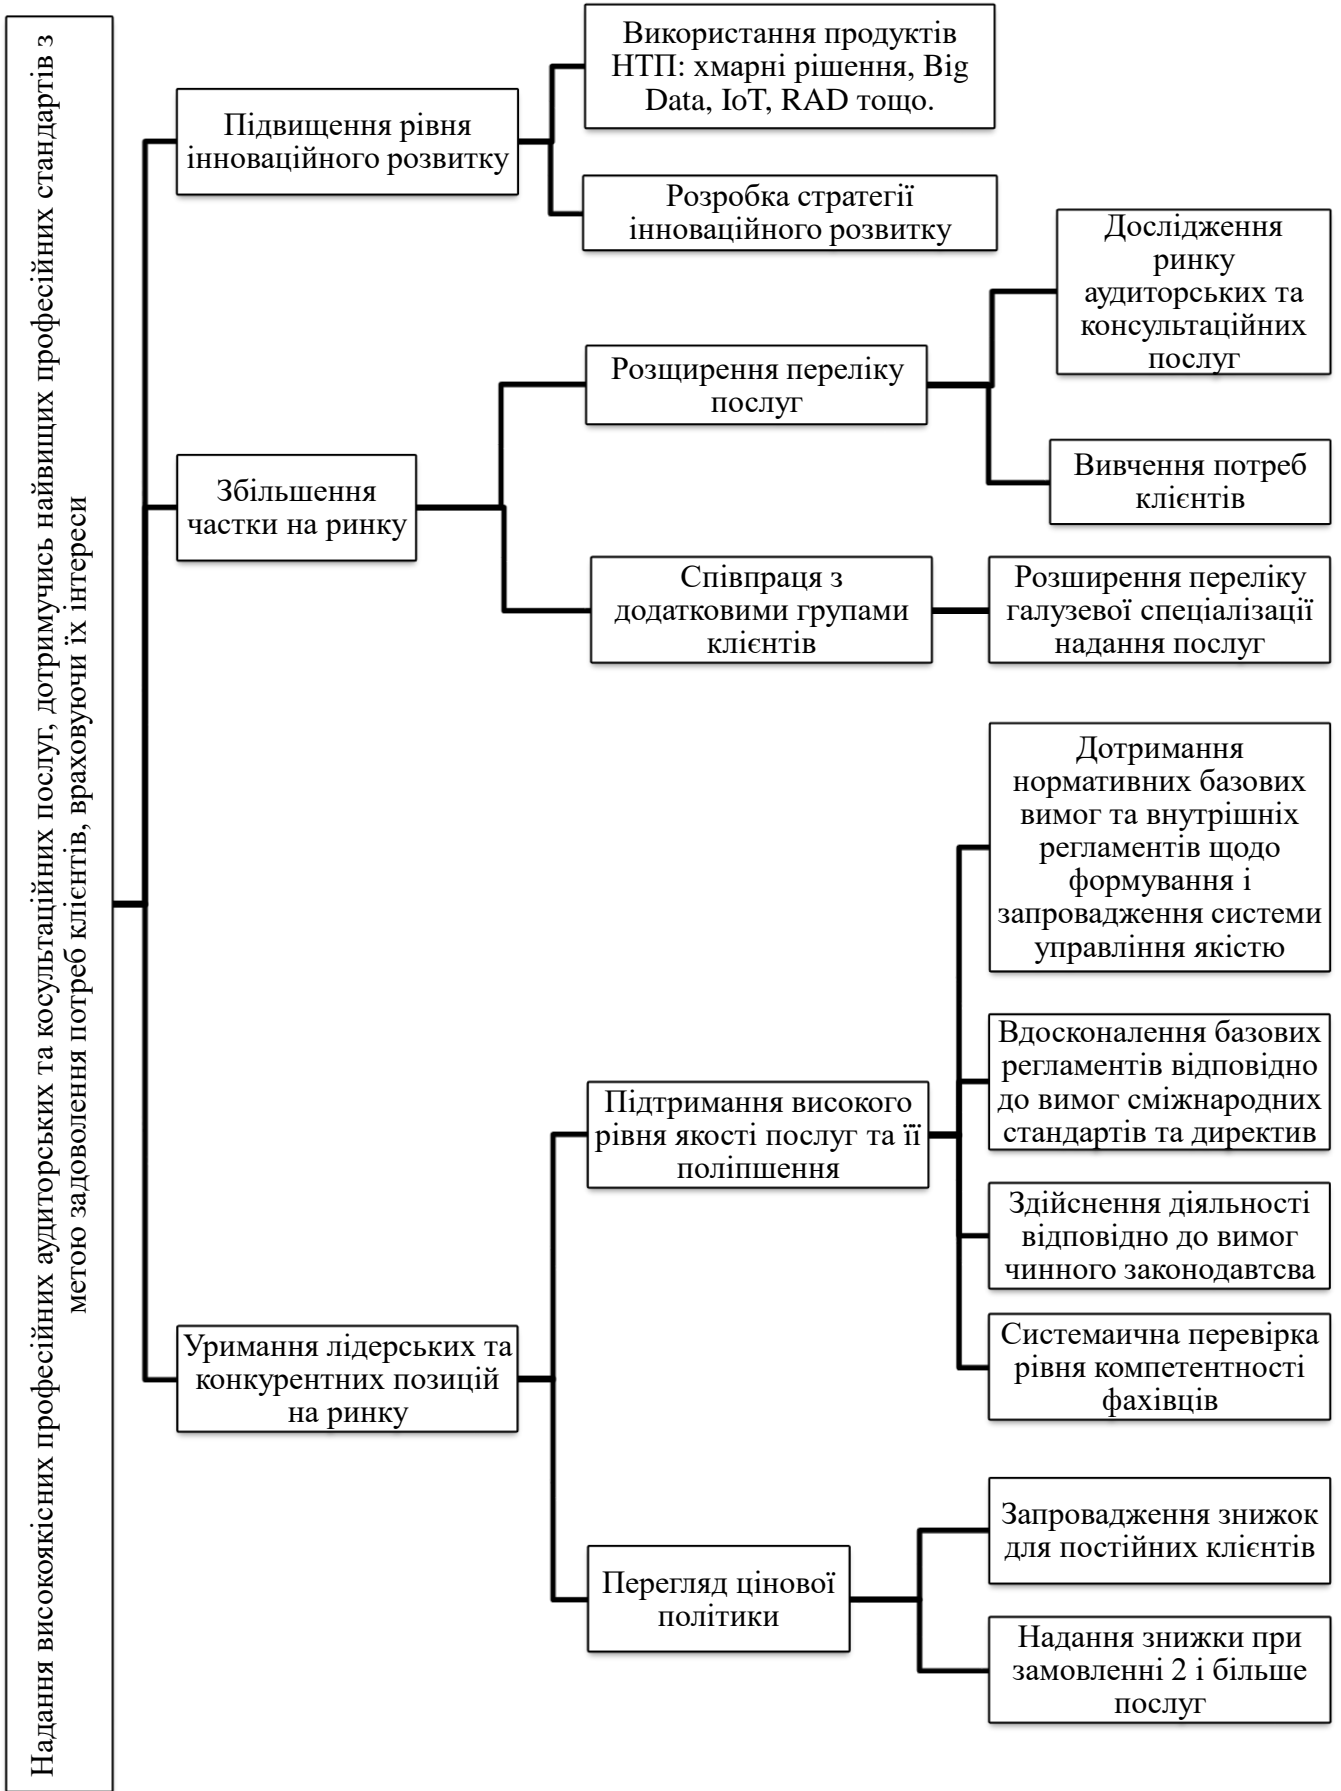 Надання високоякісних професійних аудиторських та косультаційних послуг, дотримучись найвищих професійних стандартів з
метою задоволення потреб клієнтів, враховуючи їх інтереси
Підвищення рівня
інноваційного розвитку
Використання продуктів
НТП: хмарні рішення, Big
Data, IoT, RAD тощо.
Розробка стратегії
інноваційного розвитку
Збільшення
частки на ринку
Розщирення переліку
послуг
Дослідження
ринку
аудиторських та
консультаційних
послуг
Вивчення потреб
клієнтів
Співпраця з
додатковими групами
клієнтів
Розширення переліку
галузевої спеціалізації
надання послуг
Уримання лідерських та
конкурентних позицій
на ринку
Підтримання високого
рівня якості послуг та її
поліпшення
Дотримання
нормативних базових
вимог та внутрішніх
регламентів щодо
формування і
запровадження системи
управління якістю
Вдосконалення базових
регламентів відповідно
до вимог сміжнародних
стандартів та директив
Здійснення діяльності
відповідно до вимог
чинного законодавтсва
Системаична перевірка
рівня компетентності
фахівців
Перегляд цінової
політики
Запровадження знижок
для постійних клієнтів
Надання знижки при
замовленні 2 і більше
послуг